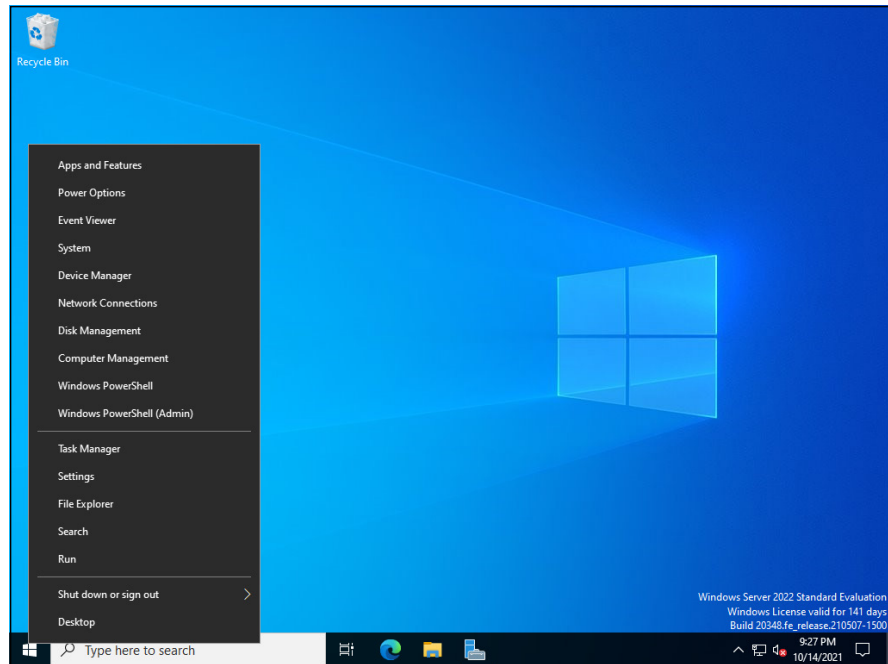 Recycle Bin
Apps and Features
Power Options
Event Viewer
System
Device Manager
Network Connections
Disk Management
Computer Management
Windows PowerShell
Windows PowerShell (Admin)
Task Manager
Settings
File Explorer
Search
Run
Shut down or sign out
Desktop
Windows Server 2022 Standard Evaluation
Windows License valid for 141 days
Build 20348.fe_release.210507-1500
Type here to search
9:27 PM
10/14/2021